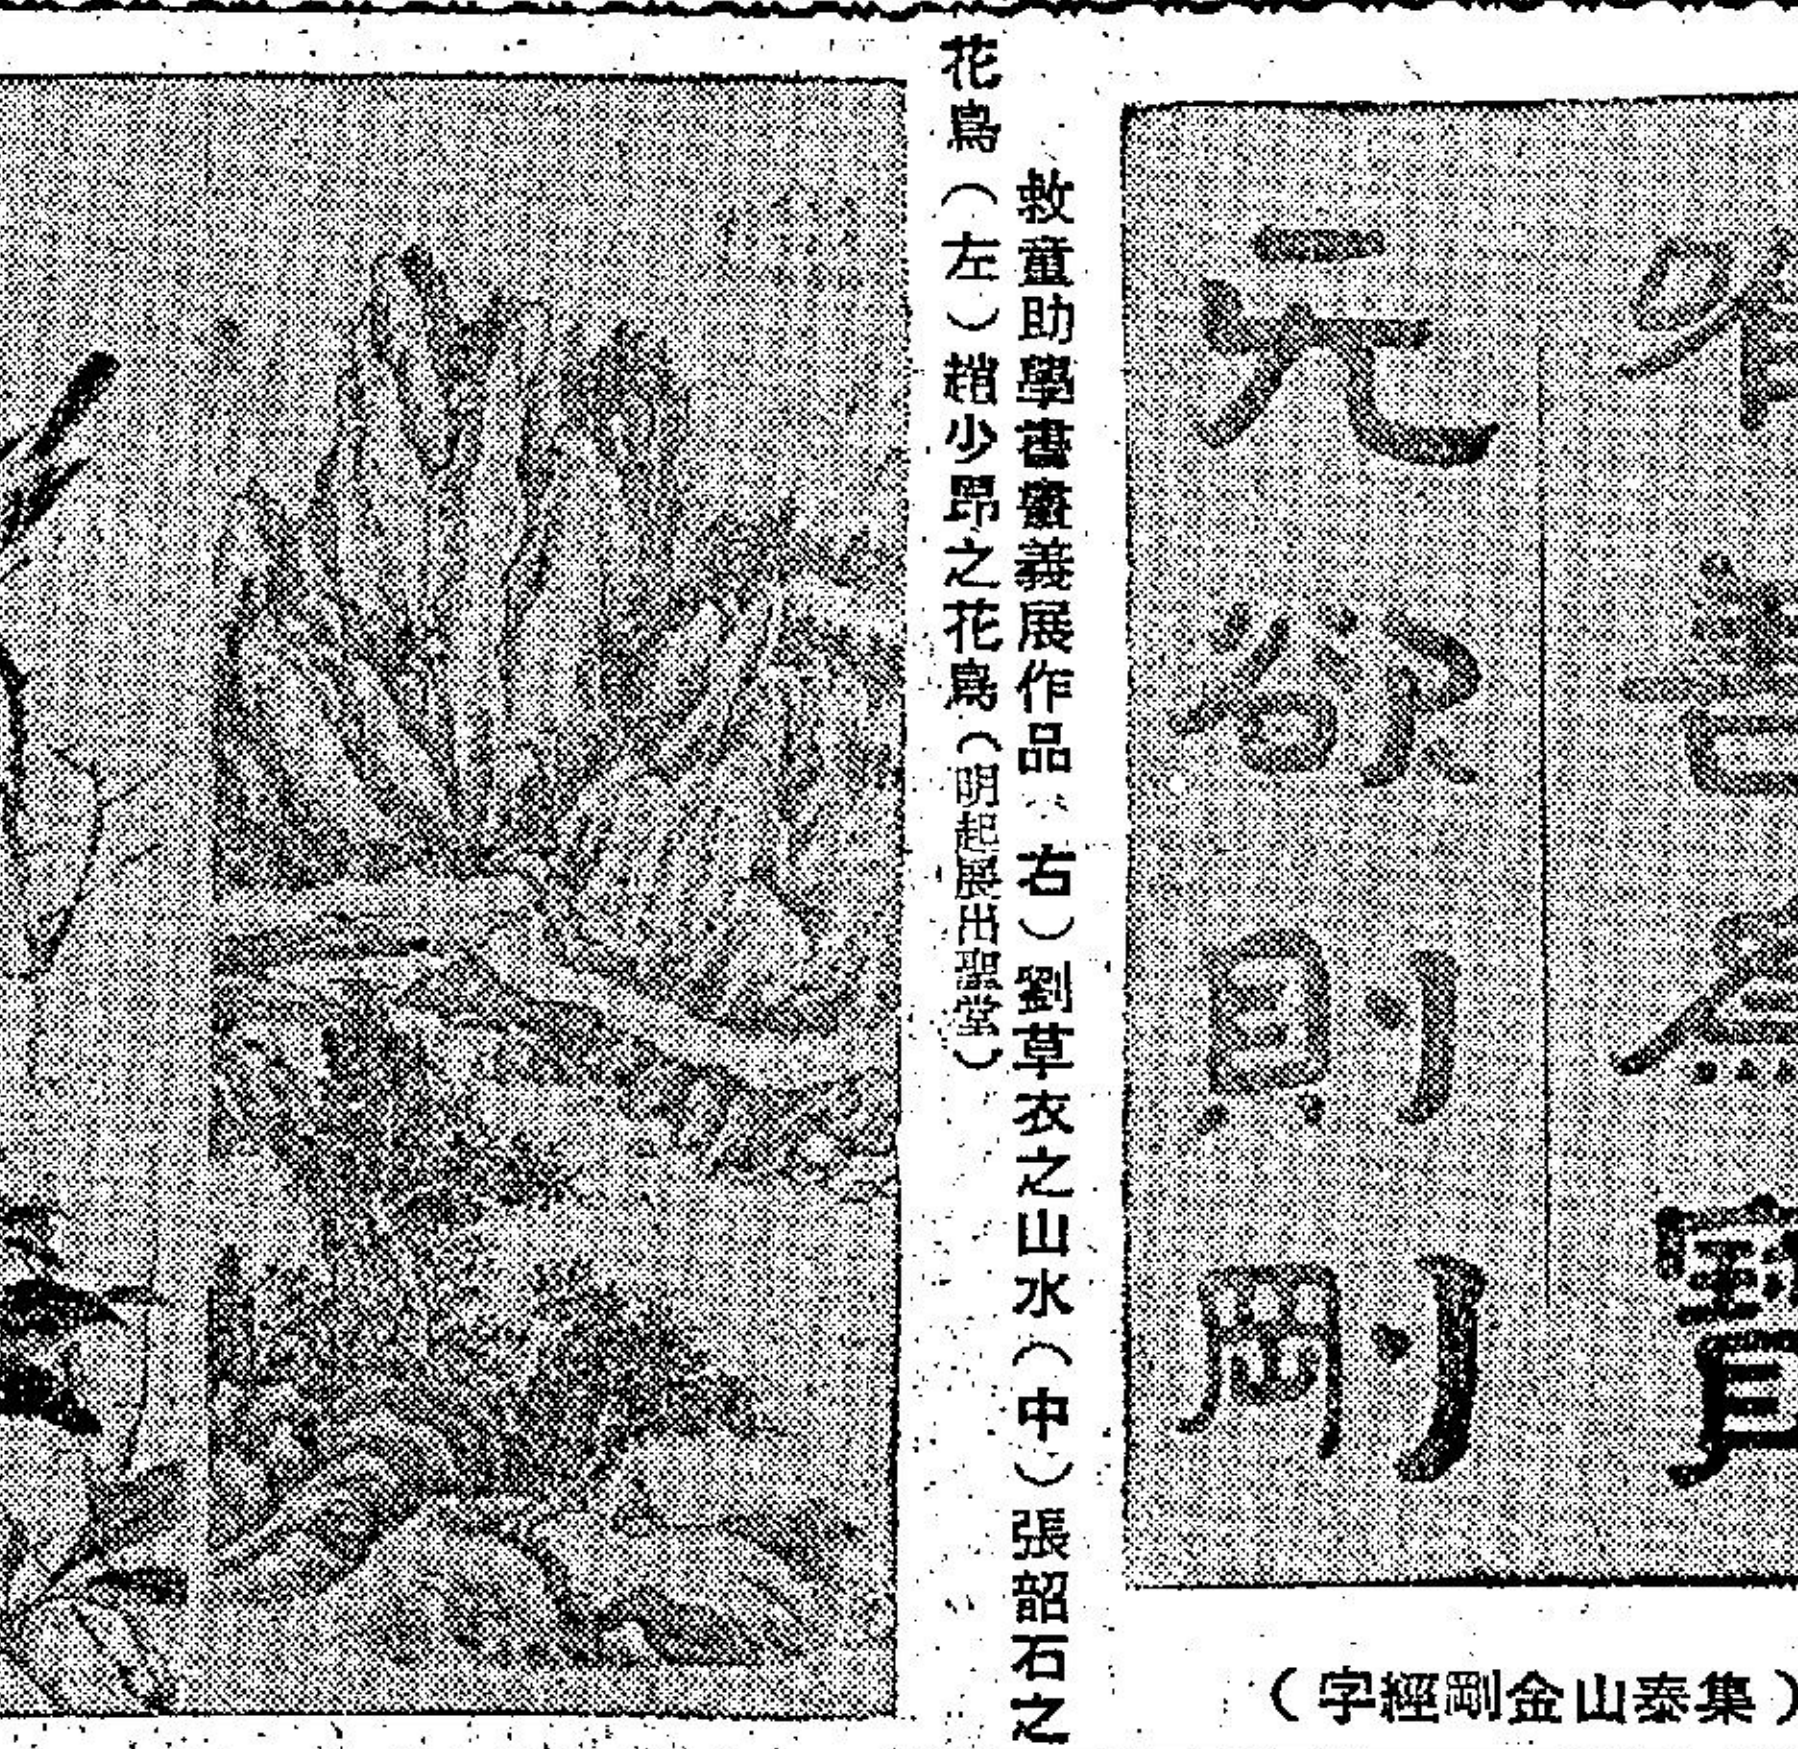 救童助學書畫義展作品（右）劉草衣之山水（中）張韶石之
花鳥（左）趙少昂之花鳥（明起展出聖堂）
无欲則剛
（集泰山金剛經字）